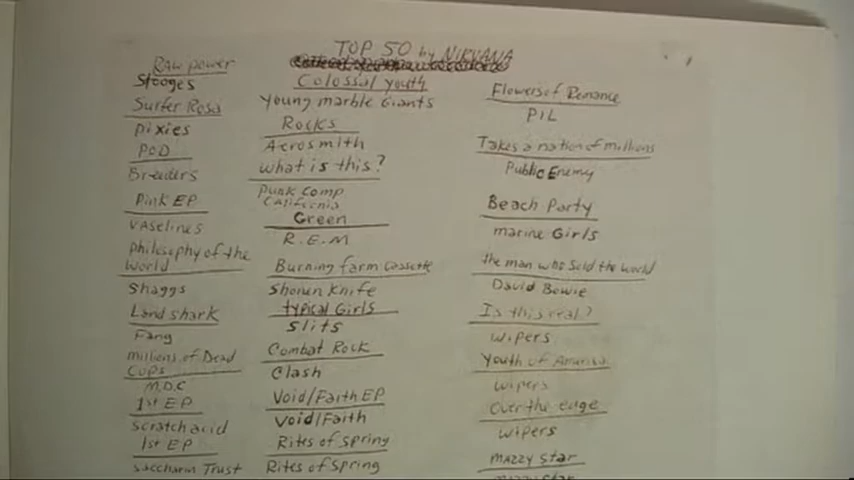 TOP 50 by NIRVANA
Raw power
Stooges
Surfer Rosa
Pixies
POD
Breeders
Pink EP
Vaselines
Philosophy of the
World
Shaggs
Land shark
Fang
millions of Dead
Cops
M.D.C
1st EP
Scratch acid
1st EP
Saccharin Trust
Colossal youth
Young marble Giants
Rocks
Aerosmith
What is this?
Punk Comp
California
Green
R.E.M
Burning farm Cassette
Shonen Knife
typical Girls
Slits
Combat Rock
Clash
Void/Faith EP
Void/Faith
Rites of Spring
Rites of Spring
Flowers of Romance
PIL
Takes a nation of millions
Public Enemy
Beach Party
marine Girls
the man who Sold the World
David Bowie
Is this real?
Wipers
Youth of America
Wipers
Over the edge
Wipers
Mazzy Star